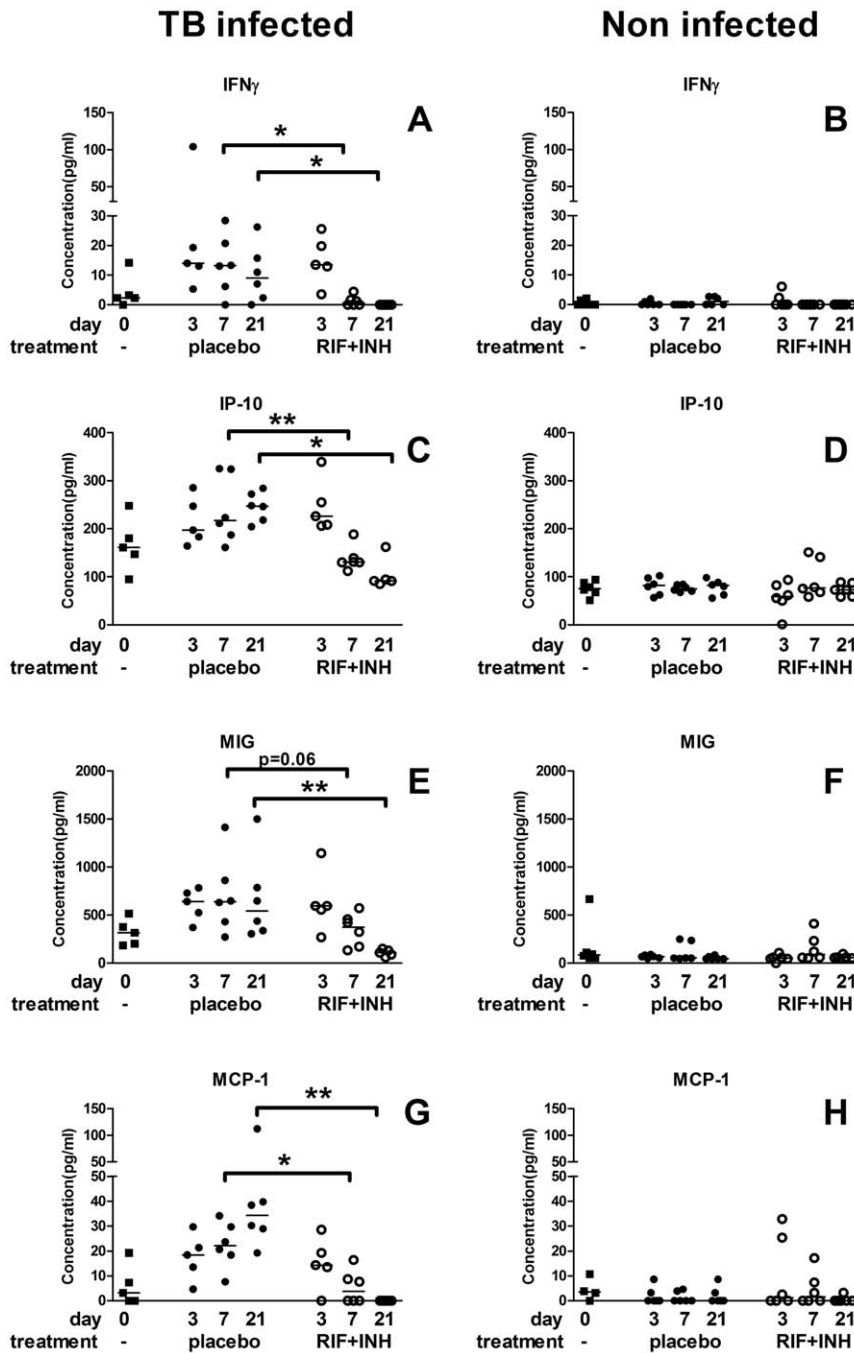 TB infected
Non infected
IFNγ
A
Concentration(pg/ml)
150
100
50
30
20
10
0
*
*
day 0 3 7 21 3 7 21
treatment - placebo RIF+INH
IFNγ
B
Concentration(pg/ml)
150
100
50
30
20
10
0
day 0 3 7 21 3 7 21
treatment - placebo RIF+INH
IP-10
C
Concentration(pg/ml)
400
300
200
100
0
**
*
day 0 3 7 21 3 7 21
treatment - placebo RIF+INH
IP-10
D
Concentration(pg/ml)
400
300
200
100
0
day 0 3 7 21 3 7 21
treatment - placebo RIF+INH
MIG
E
Concentration(pg/ml)
2000
1500
1000
500
0
p=0.06
**
day 0 3 7 21 3 7 21
treatment - placebo RIF+INH
MIG
F
Concentration(pg/ml)
2000
1500
1000
500
0
day 0 3 7 21 3 7 21
treatment - placebo RIF+INH
MCP-1
G
Concentration(pg/ml)
150
100
50
50
40
30
20
10
0
**
*
day 0 3 7 21 3 7 21
treatment - placebo RIF+INH
MCP-1
H
Concentration(pg/ml)
150
100
50
50
40
30
20
10
0
day 0 3 7 21 3 7 21
treatment - placebo RIF+INH